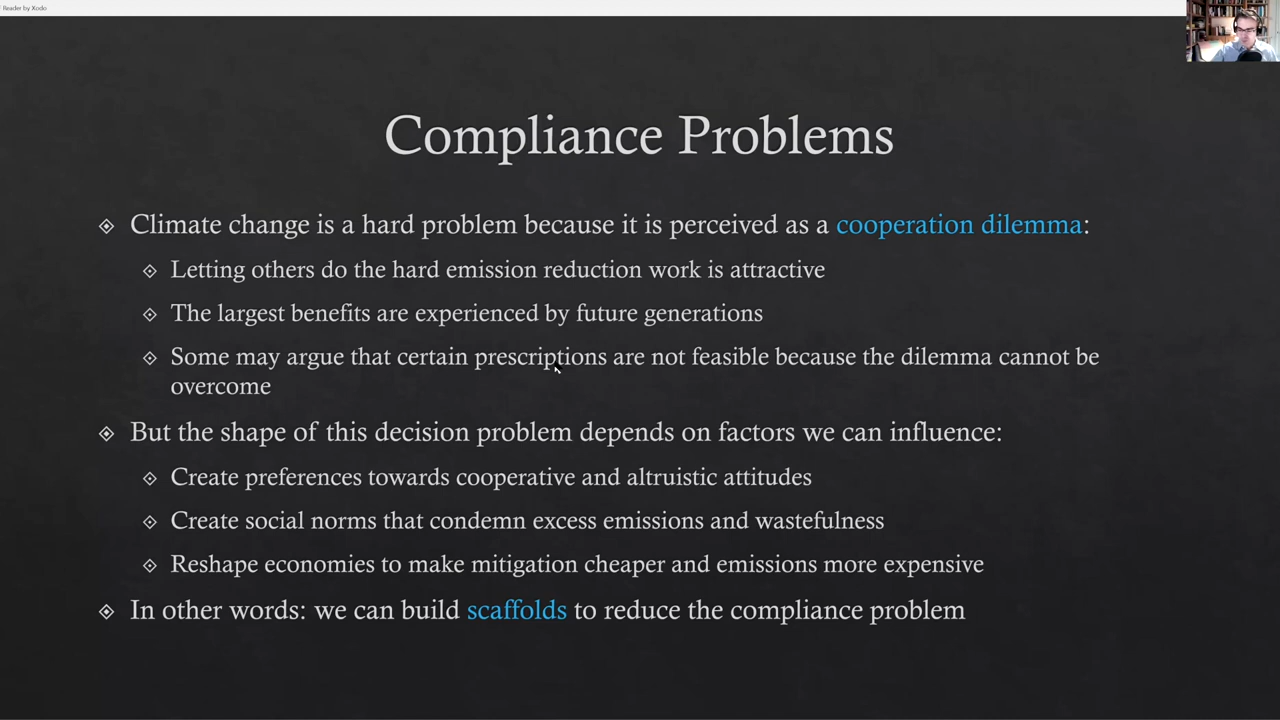 Reader by Xodo
Compliance Problems
Climate change is a hard problem because it is perceived as a cooperation dilemma:
Letting others do the hard emission reduction work is attractive
The largest benefits are experienced by future generations
Some may argue that certain prescriptions are not feasible because the dilemma cannot be
overcome
But the shape of this decision problem depends on factors we can influence:
Create preferences towards cooperative and altruistic attitudes
Create social norms that condemn excess emissions and wastefulness
Reshape economies to make mitigation cheaper and emissions more expensive
In other words: we can build scaffolds to reduce the compliance problem